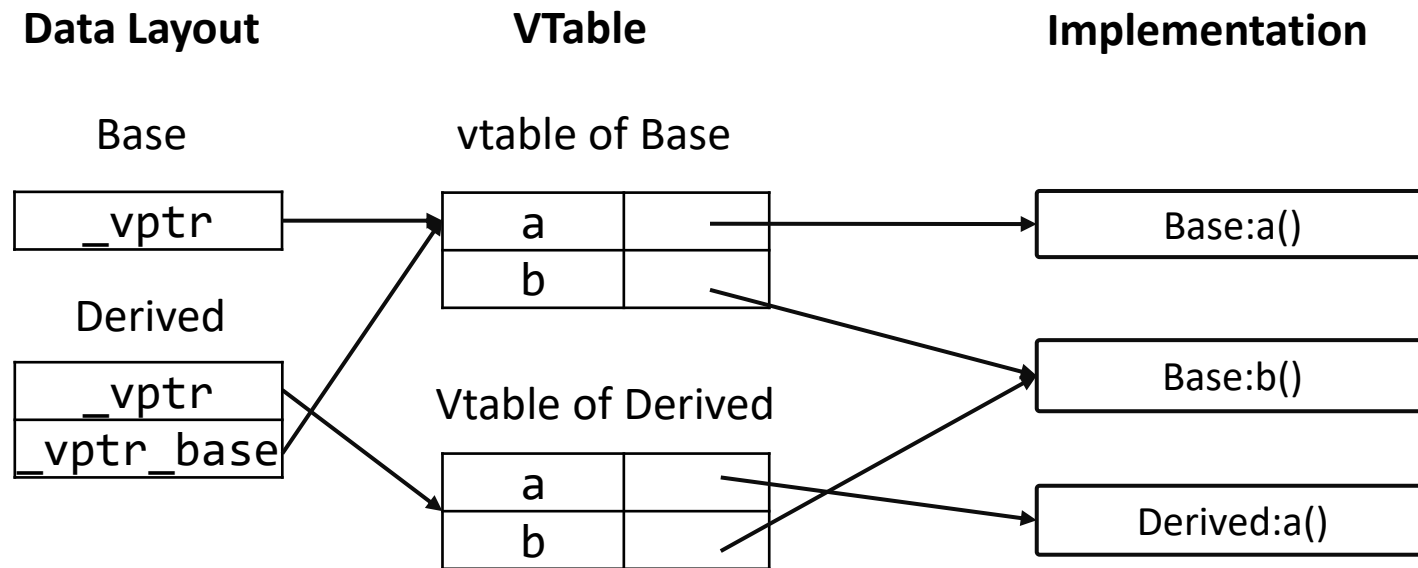 Data Layout
VTable
Implementation
Base
vtable of Base
_vptr
a
b
Base:a()
Derived
_vptr
_vptr_base
Vtable of Derived
a
b
Base:b()
Derived:a()